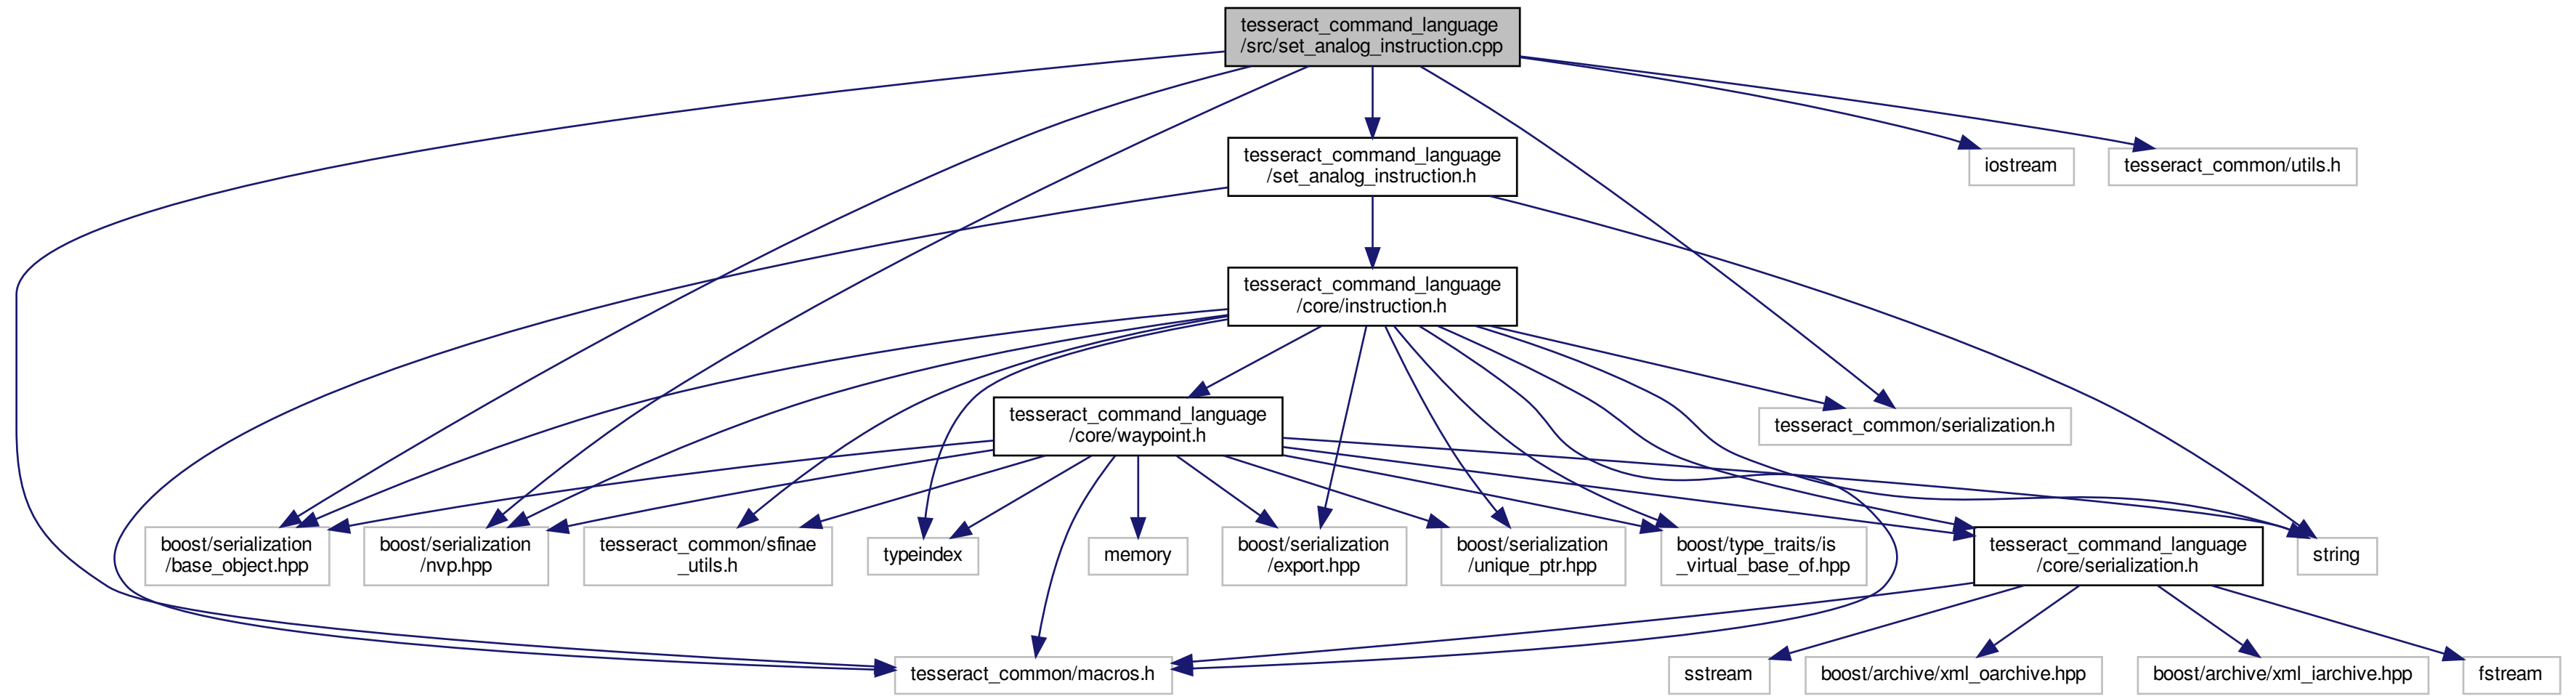 tesseract_command_language
/src/set_analog_instruction.cpp
tesseract_command_language
/set_analog_instruction.h
iostream
tesseract_common/utils.h
tesseract_command_language
/core/instruction.h
tesseract_command_language
/core/waypoint.h
tesseract_common/serialization.h
boost/serialization
/base_object.hpp
boost/serialization
/nvp.hpp
tesseract_common/sfinae
_utils.h
typeindex
memory
boost/serialization
/export.hpp
boost/serialization
/unique_ptr.hpp
boost/type_traits/is
_virtual_base_of.hpp
tesseract_command_language
/core/serialization.h
string
tesseract_common/macros.h
sstream
boost/archive/xml_oarchive.hpp
boost/archive/xml_iarchive.hpp
fstream